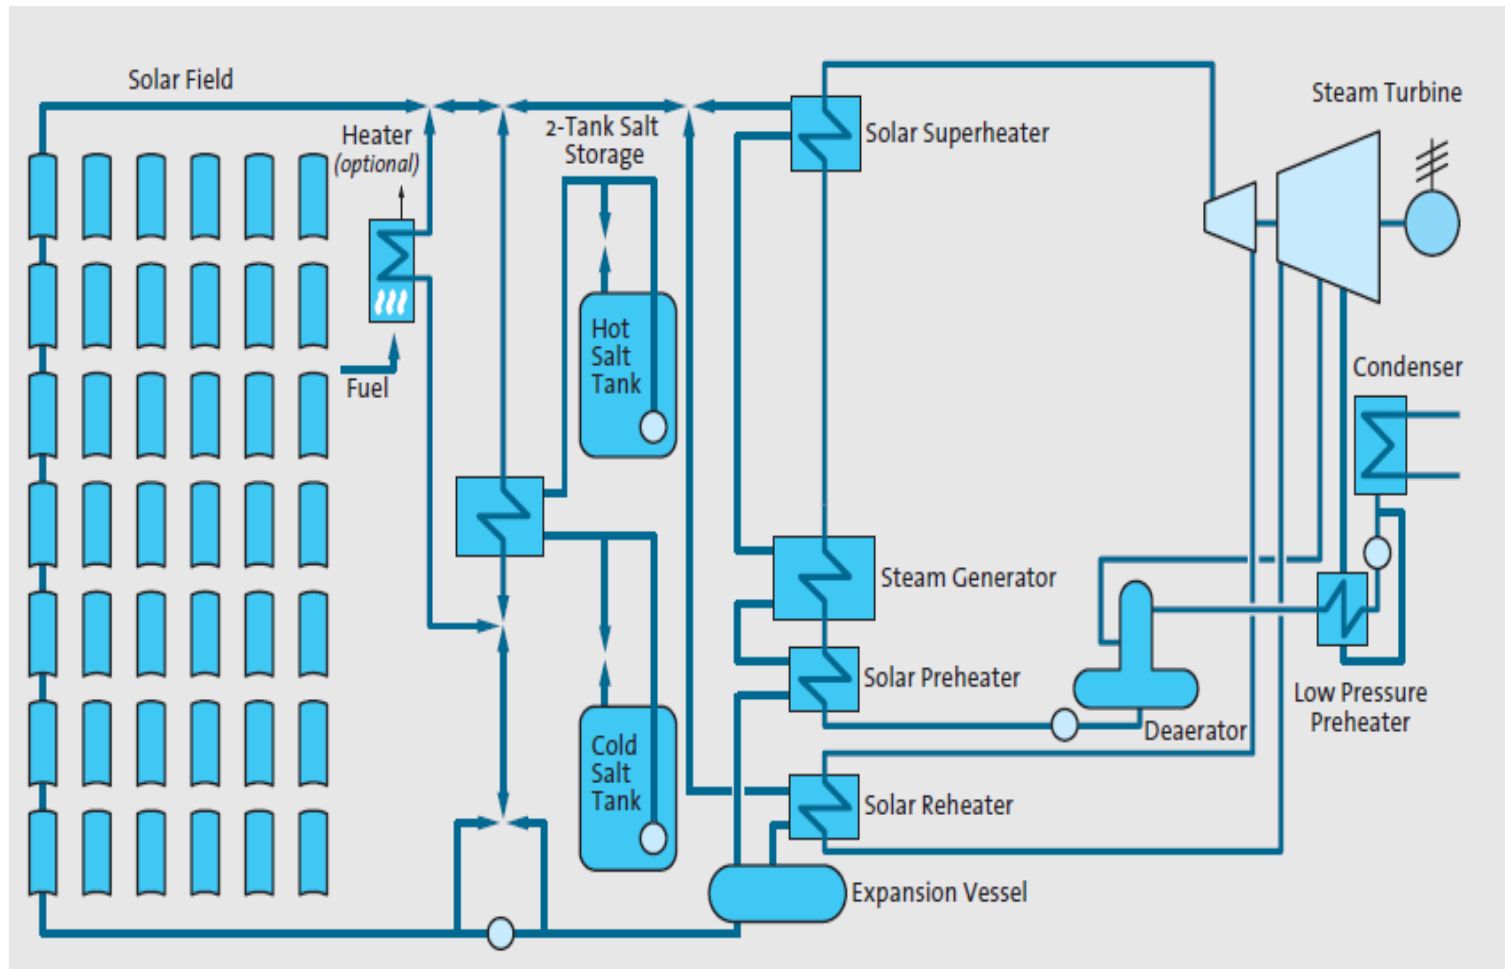 Solar Field
Heater
(optional)
Fuel
2-Tank Salt
Storage
Hot
Salt
Tank
Cold
Salt
Tank
Solar Superheater
Steam Turbine
Condenser
Steam Generator
Solar Preheater
Deaerator
Low Pressure
Preheater
Solar Reheater
Expansion Vessel